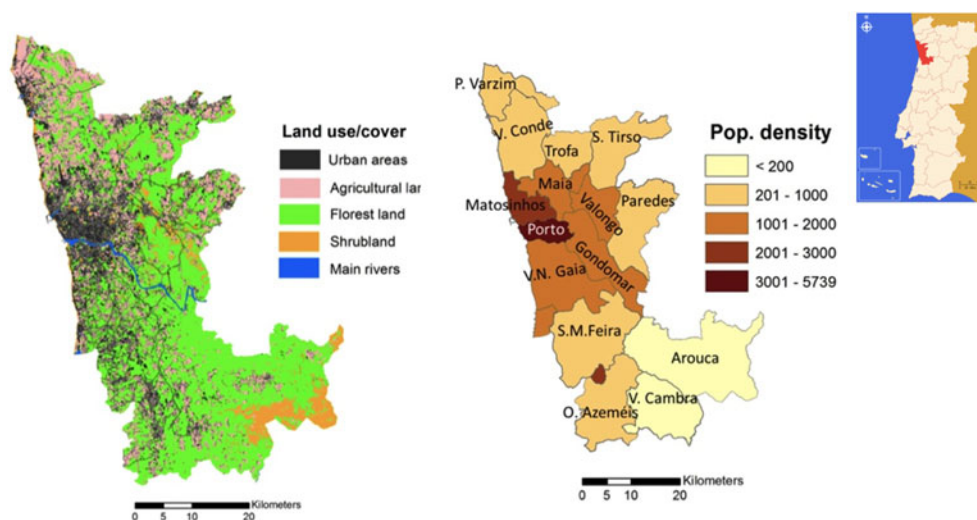 Land use/cover
Urban areas
Agricultural lar
Florest land
Shrubland
Main rivers
Kilometers
0 5 10 20
P. Varzim
V. Conde
S. Tirso
Trofa
Maia
Valongo
Paredes
Matosinhos
Porto
Gondomar
V.N. Gaia
S.M.Feira
Arouca
V. Cambra
O. Azeméis
Pop. density
< 200
201 - 1000
1001 - 2000
2001 - 3000
3001 - 5739
Kilometers
0 5 10 20